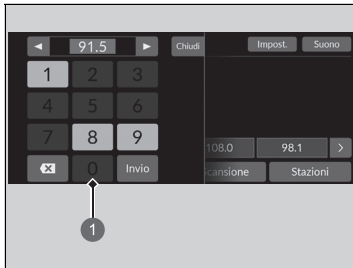 91.5 Chiudi Impost. Suono
1 2 3
4 5 6
7 8 9
108.0 98.1
0 Invio
Scansione Stazioni
1